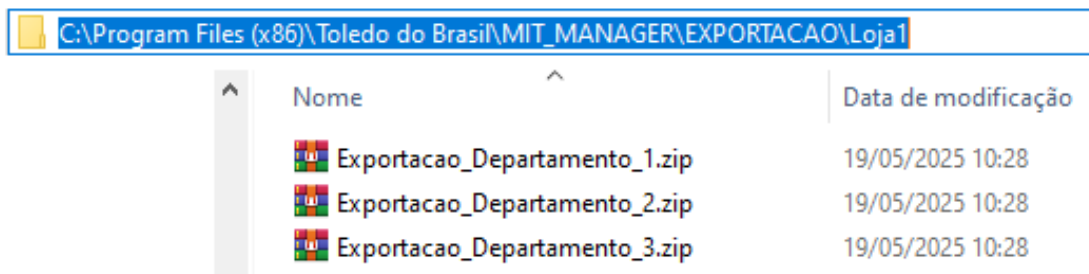 C:\Program Files (x86)\Toledo do Brasil\MIT_MANAGER\EXPORTACAO\Loja1
Nome Data de modificação
Exportacao_Departamento_1.zip 19/05/2025 10:28
Exportacao_Departamento_2.zip 19/05/2025 10:28
Exportacao_Departamento_3.zip 19/05/2025 10:28